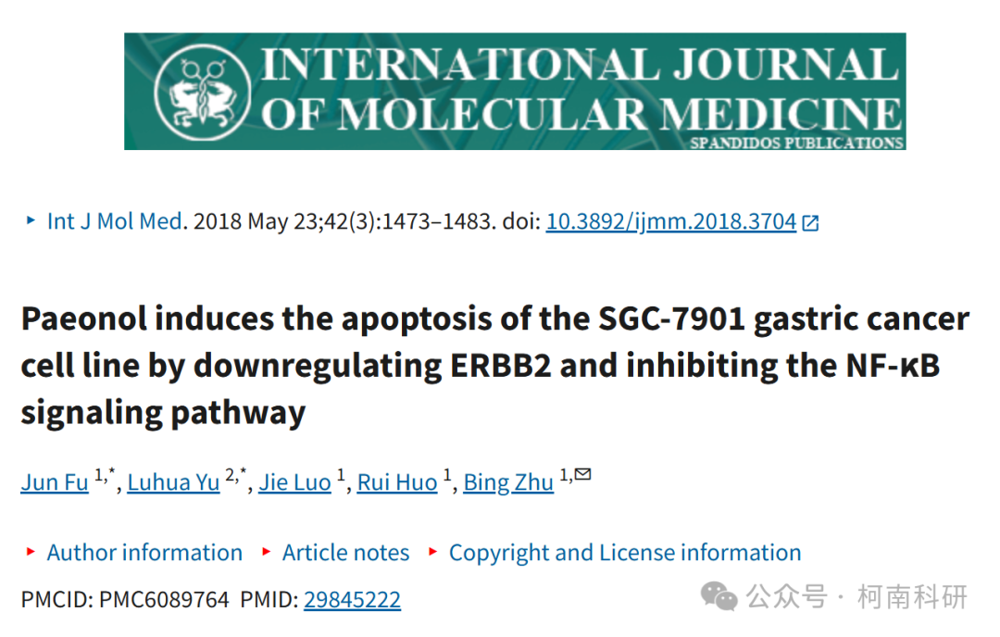 INTERNATIONAL JOURNAL
OF MOLECULAR MEDICINE
SPANDIDOS PUBLICATIONS
Int J Mol Med. 2018 May 23;42(3):1473–1483. doi: 10.3892/ijmm.2018.3704
Paeonol induces the apoptosis of the SGC-7901 gastric cancer
cell line by downregulating ERBB2 and inhibiting the NF-κB
signaling pathway
Jun Fu 1,*, Luhua Yu 2,*, Jie Luo 1, Rui Huo 1, Bing Zhu 1,✉
Author information ▸ Article notes ▸ Copyright and License information
PMCID: PMC6089764 PMID: 29845222
公众号 · 柯南科研